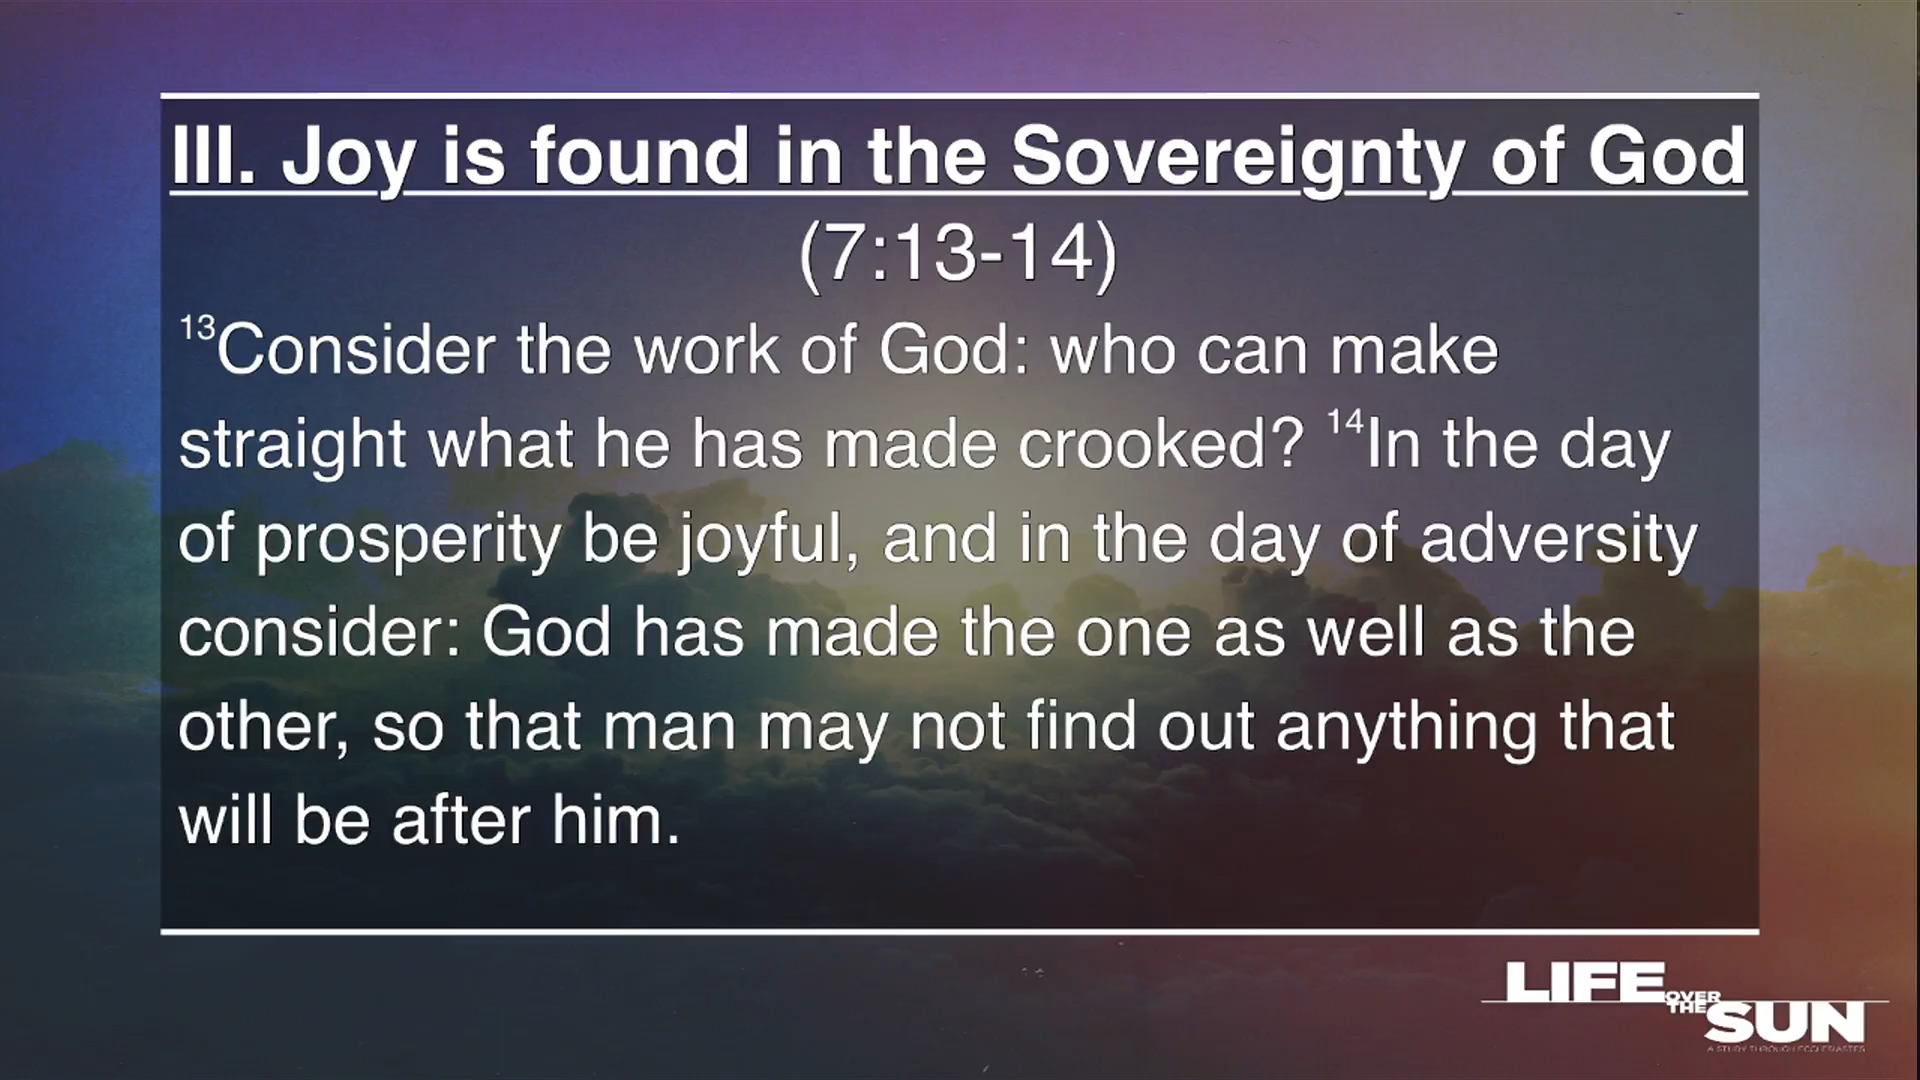 III. Joy is found in the Sovereignty of God
(7:13-14)
13Consider the work of God: who can make
straight what he has made crooked? 14In the day
of prosperity be joyful, and in the day of adversity
consider: God has made the one as well as the
other, so that man may not find out anything that
will be after him.
LIFE
OVER
THE
SUN
A STUDY THROUGH ECCLESIASTES